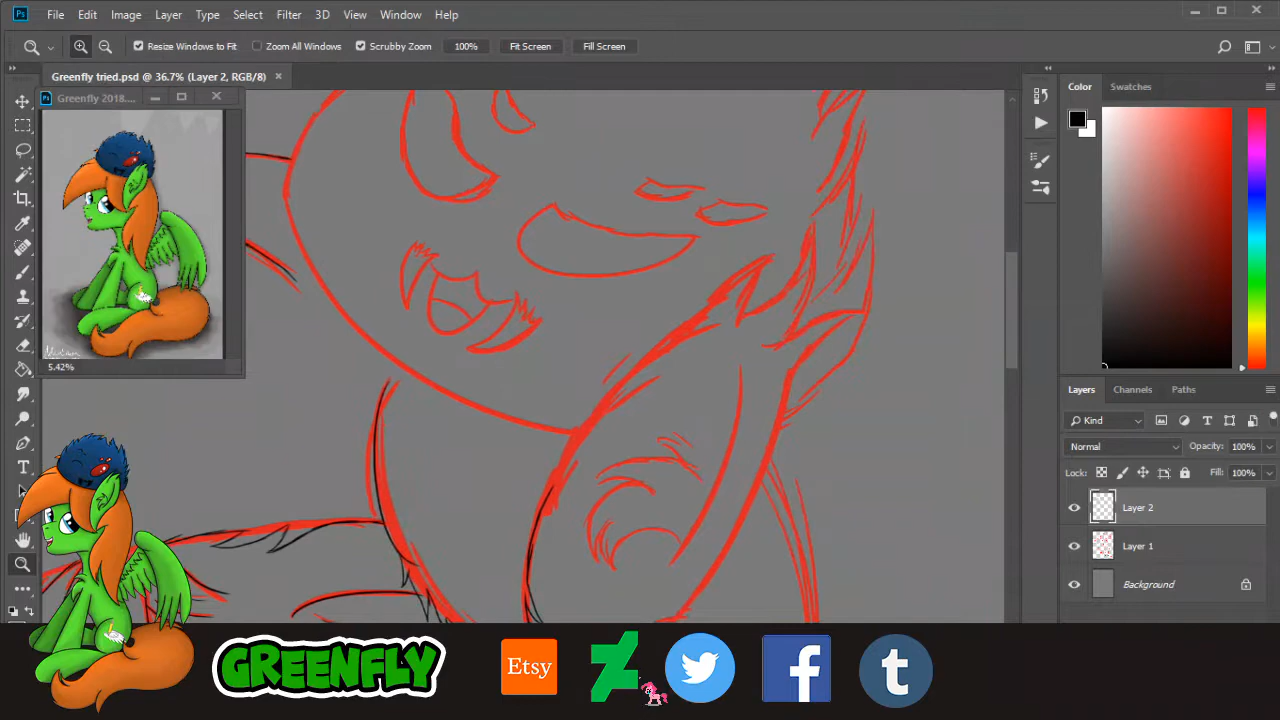 Ps File Edit Image Layer Type Select Filter 3D View Window Help
Resize Windows to Fit Zoom All Windows Scrubby Zoom 100% Fit Screen Fill Screen
Greenfly tried.psd @ 36.7% (Layer 2, RGB/8) ×
Ps Greenfly 2018....
5.42%
Color Swatches
Layers Channels Paths
Kind
Normal Opacity: 100%
Lock: Fill: 100%
Layer 2
Layer 1
Background
GREENFLY
Etsy
f
t